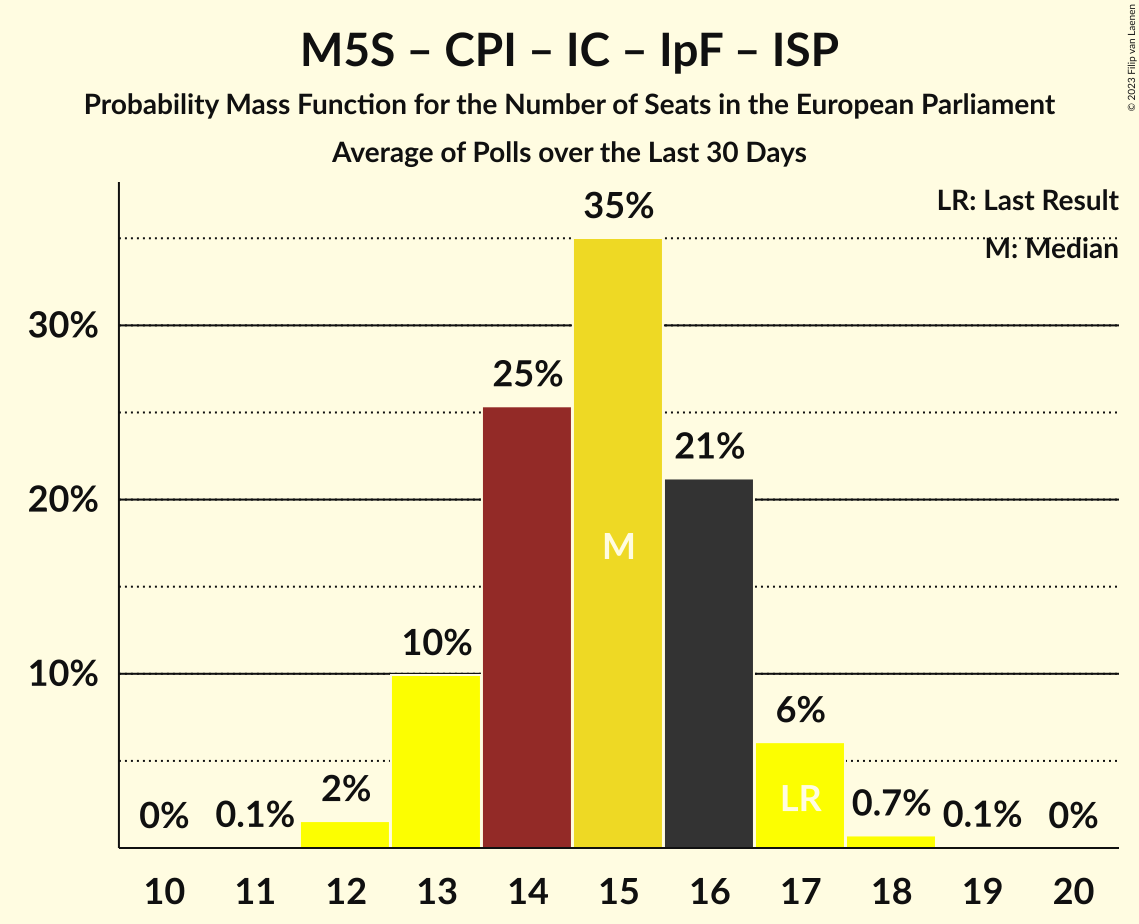 M5S – CPI – IC – IpF – ISP
Probability Mass Function for the Number of Seats in the European Parliament
Average of Polls over the Last 30 Days
© 2023 Filip van Laenen
LR: Last Result
M: Median
30%
20%
10%
0%
0.1%
2%
10%
25%
35%
21%
6%
0.7%
0.1%
0%
M
LR
10 11 12 13 14 15 16 17 18 19 20